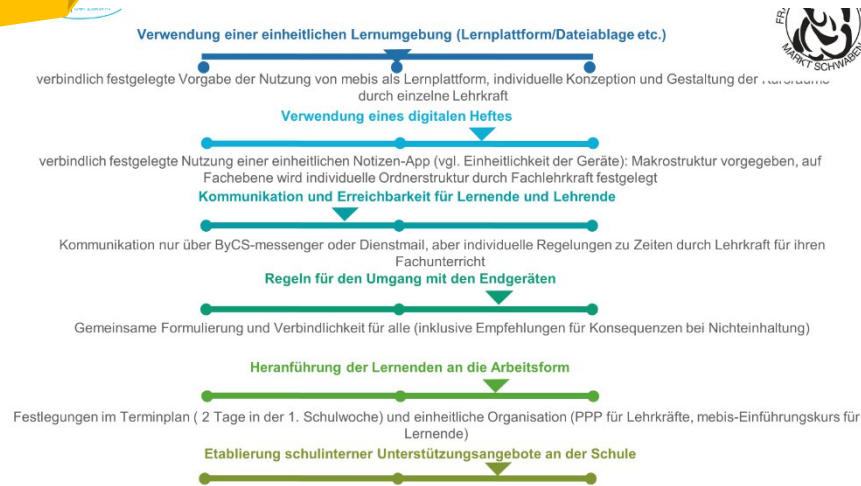 Verwendung einer einheitlichen Lernumgebung (Lernplattform/Dateiablage etc.)
FR
MARKT SCHWABEN
verbindlich festgelegte Vorgabe der Nutzung von mebis als Lernplattform, individuelle Konzeption und Gestaltung der
durch einzelne Lehrkraft
Verwendung eines digitalen Heftes
verbindlich festgelegte Nutzung einer einheitlichen Notizen-App (vgl. Einheitlichkeit der Geräte): Makrostruktur vorgegeben, auf
Fachebene wird individuelle Ordnerstruktur durch Fachlehrkraft festgelegt
Kommunikation und Erreichbarkeit für Lernende und Lehrende
Kommunikation nur über ByCS-messenger oder Dienstmail, aber individuelle Regelungen zu Zeiten durch Lehrkraft für ihren
Fachunterricht
Regeln für den Umgang mit den Endgeräten
Gemeinsame Formulierung und Verbindlichkeit für alle (inklusive Empfehlungen für Konsequenzen bei Nichteinhaltung)
Heranführung der Lernenden an die Arbeitsform
Festlegungen im Terminplan ( 2 Tage in der 1. Schulwoche) und einheitliche Organisation (PPP für Lehrkräfte, mebis-Einführungskurs für
Lernende)
Etablierung schulinterner Unterstützungsangebote an der Schule